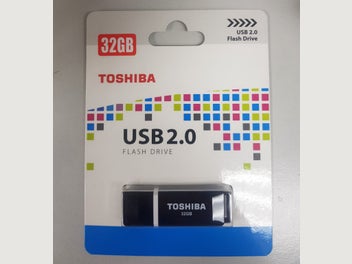 32GB
>>>>>
USB 2.0
Flash Drive
TOSHIBA
USB 2.0
FLASH DRIVE
TOSHIBA
32GB